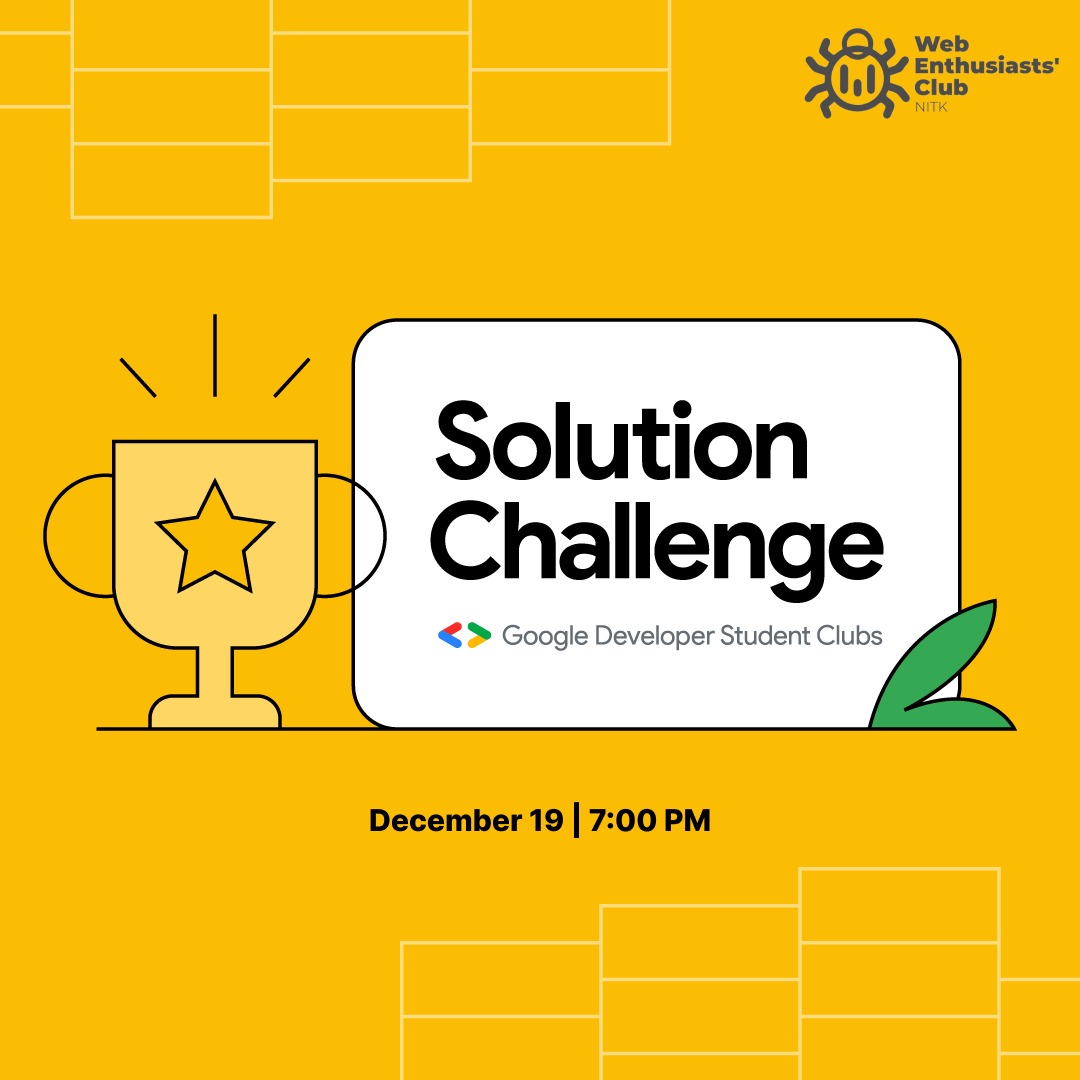 Web
Enthusiasts'
Club
NITK
Solution
Challenge
Google Developer Student Clubs
December 19 | 7:00 PM